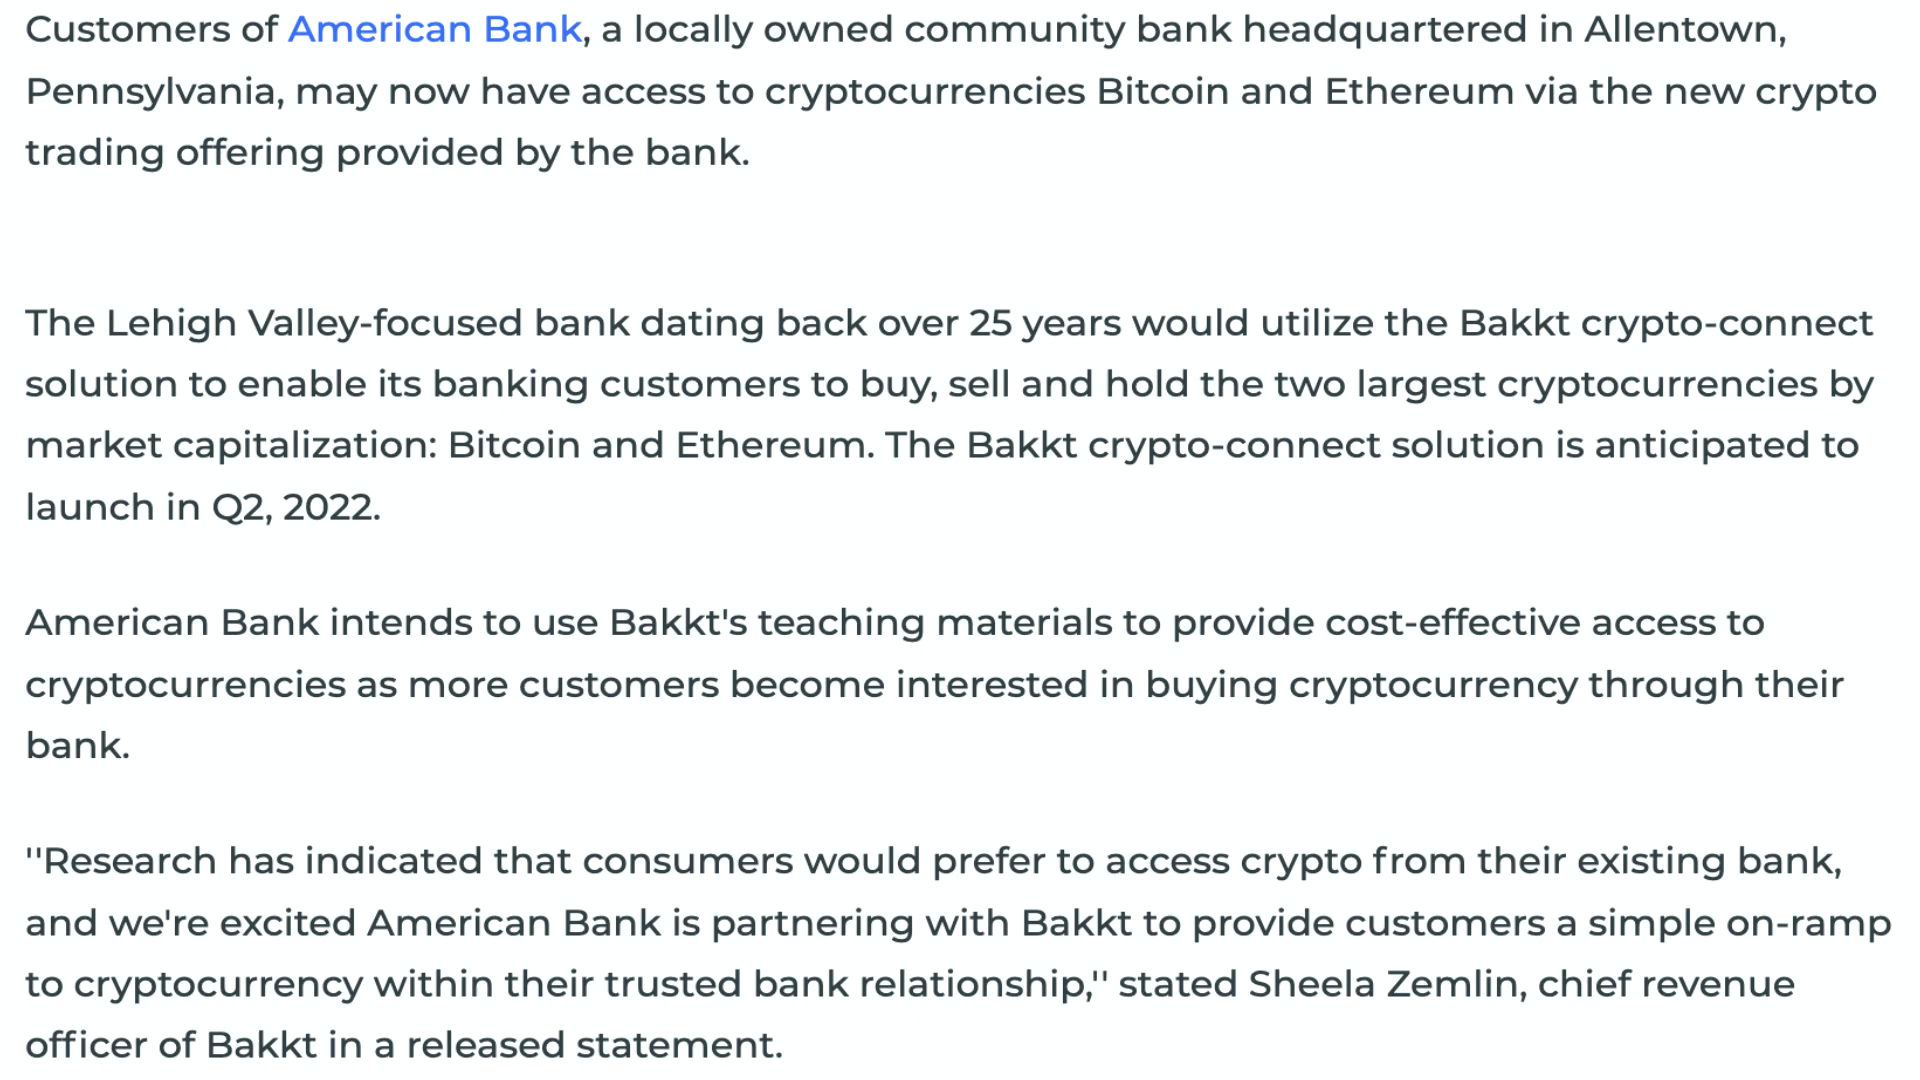 Customers of American Bank, a locally owned community bank headquartered in Allentown,
Pennsylvania, may now have access to cryptocurrencies Bitcoin and Ethereum via the new crypto
trading offering provided by the bank.
The Lehigh Valley-focused bank dating back over 25 years would utilize the Bakkt crypto-connect
solution to enable its banking customers to buy, sell and hold the two largest cryptocurrencies by
market capitalization: Bitcoin and Ethereum. The Bakkt crypto-connect solution is anticipated to
launch in Q2, 2022.
American Bank intends to use Bakkt's teaching materials to provide cost-effective access to
cryptocurrencies as more customers become interested in buying cryptocurrency through their
bank.
''Research has indicated that consumers would prefer to access crypto from their existing bank,
and we're excited American Bank is partnering with Bakkt to provide customers a simple on-ramp
to cryptocurrency within their trusted bank relationship,'' stated Sheela Zemlin, chief revenue
officer of Bakkt in a released statement.